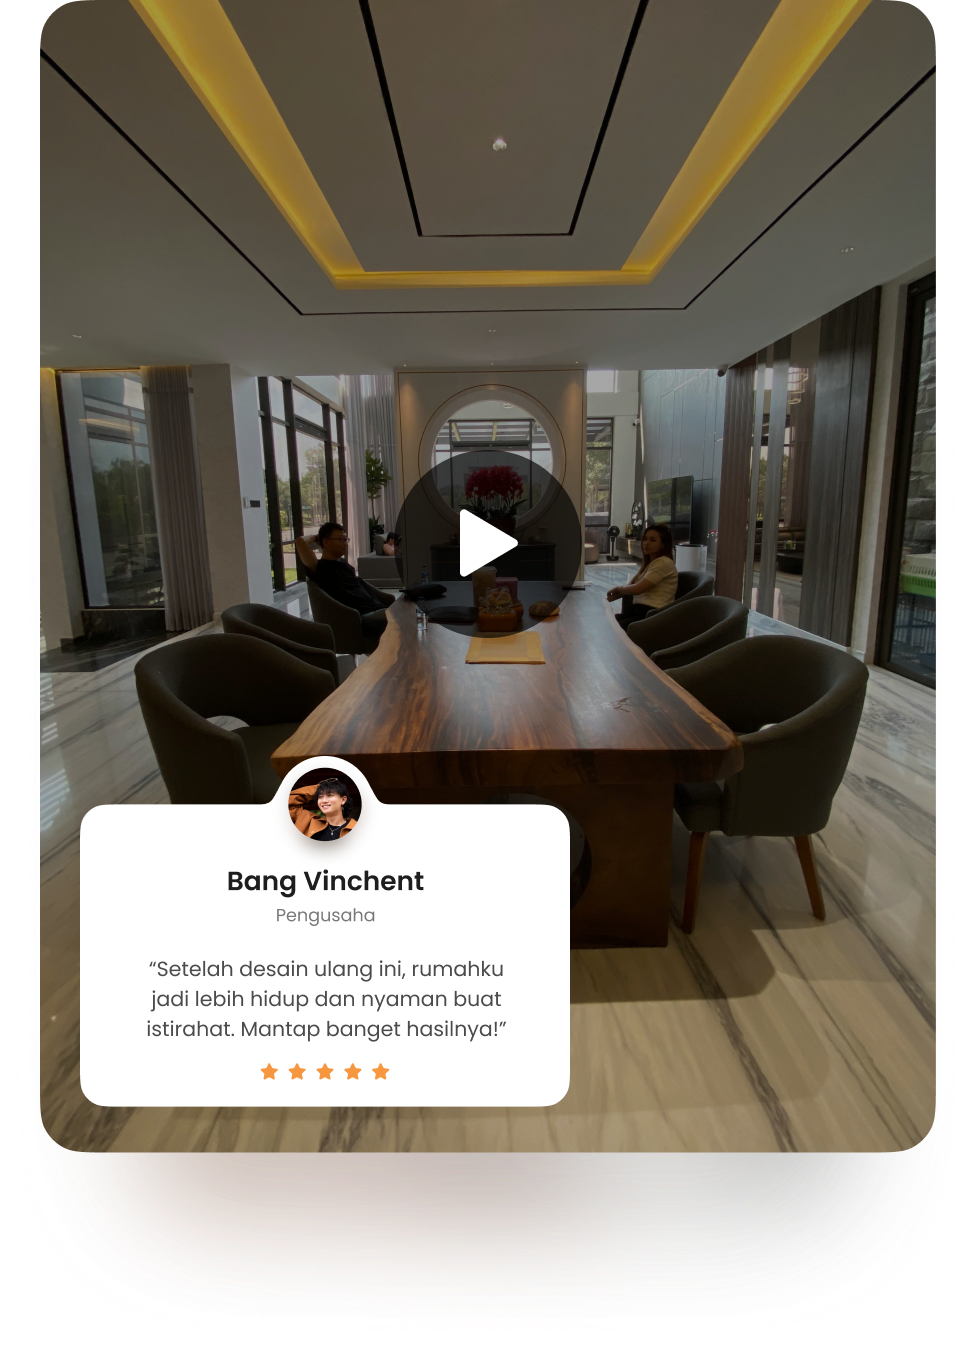 Bang Vinchent
Pengusaha
“Setelah desain ulang ini, rumahku
jadi lebih hidup dan nyaman buat
istirahat. Mantap banget hasilnya!”